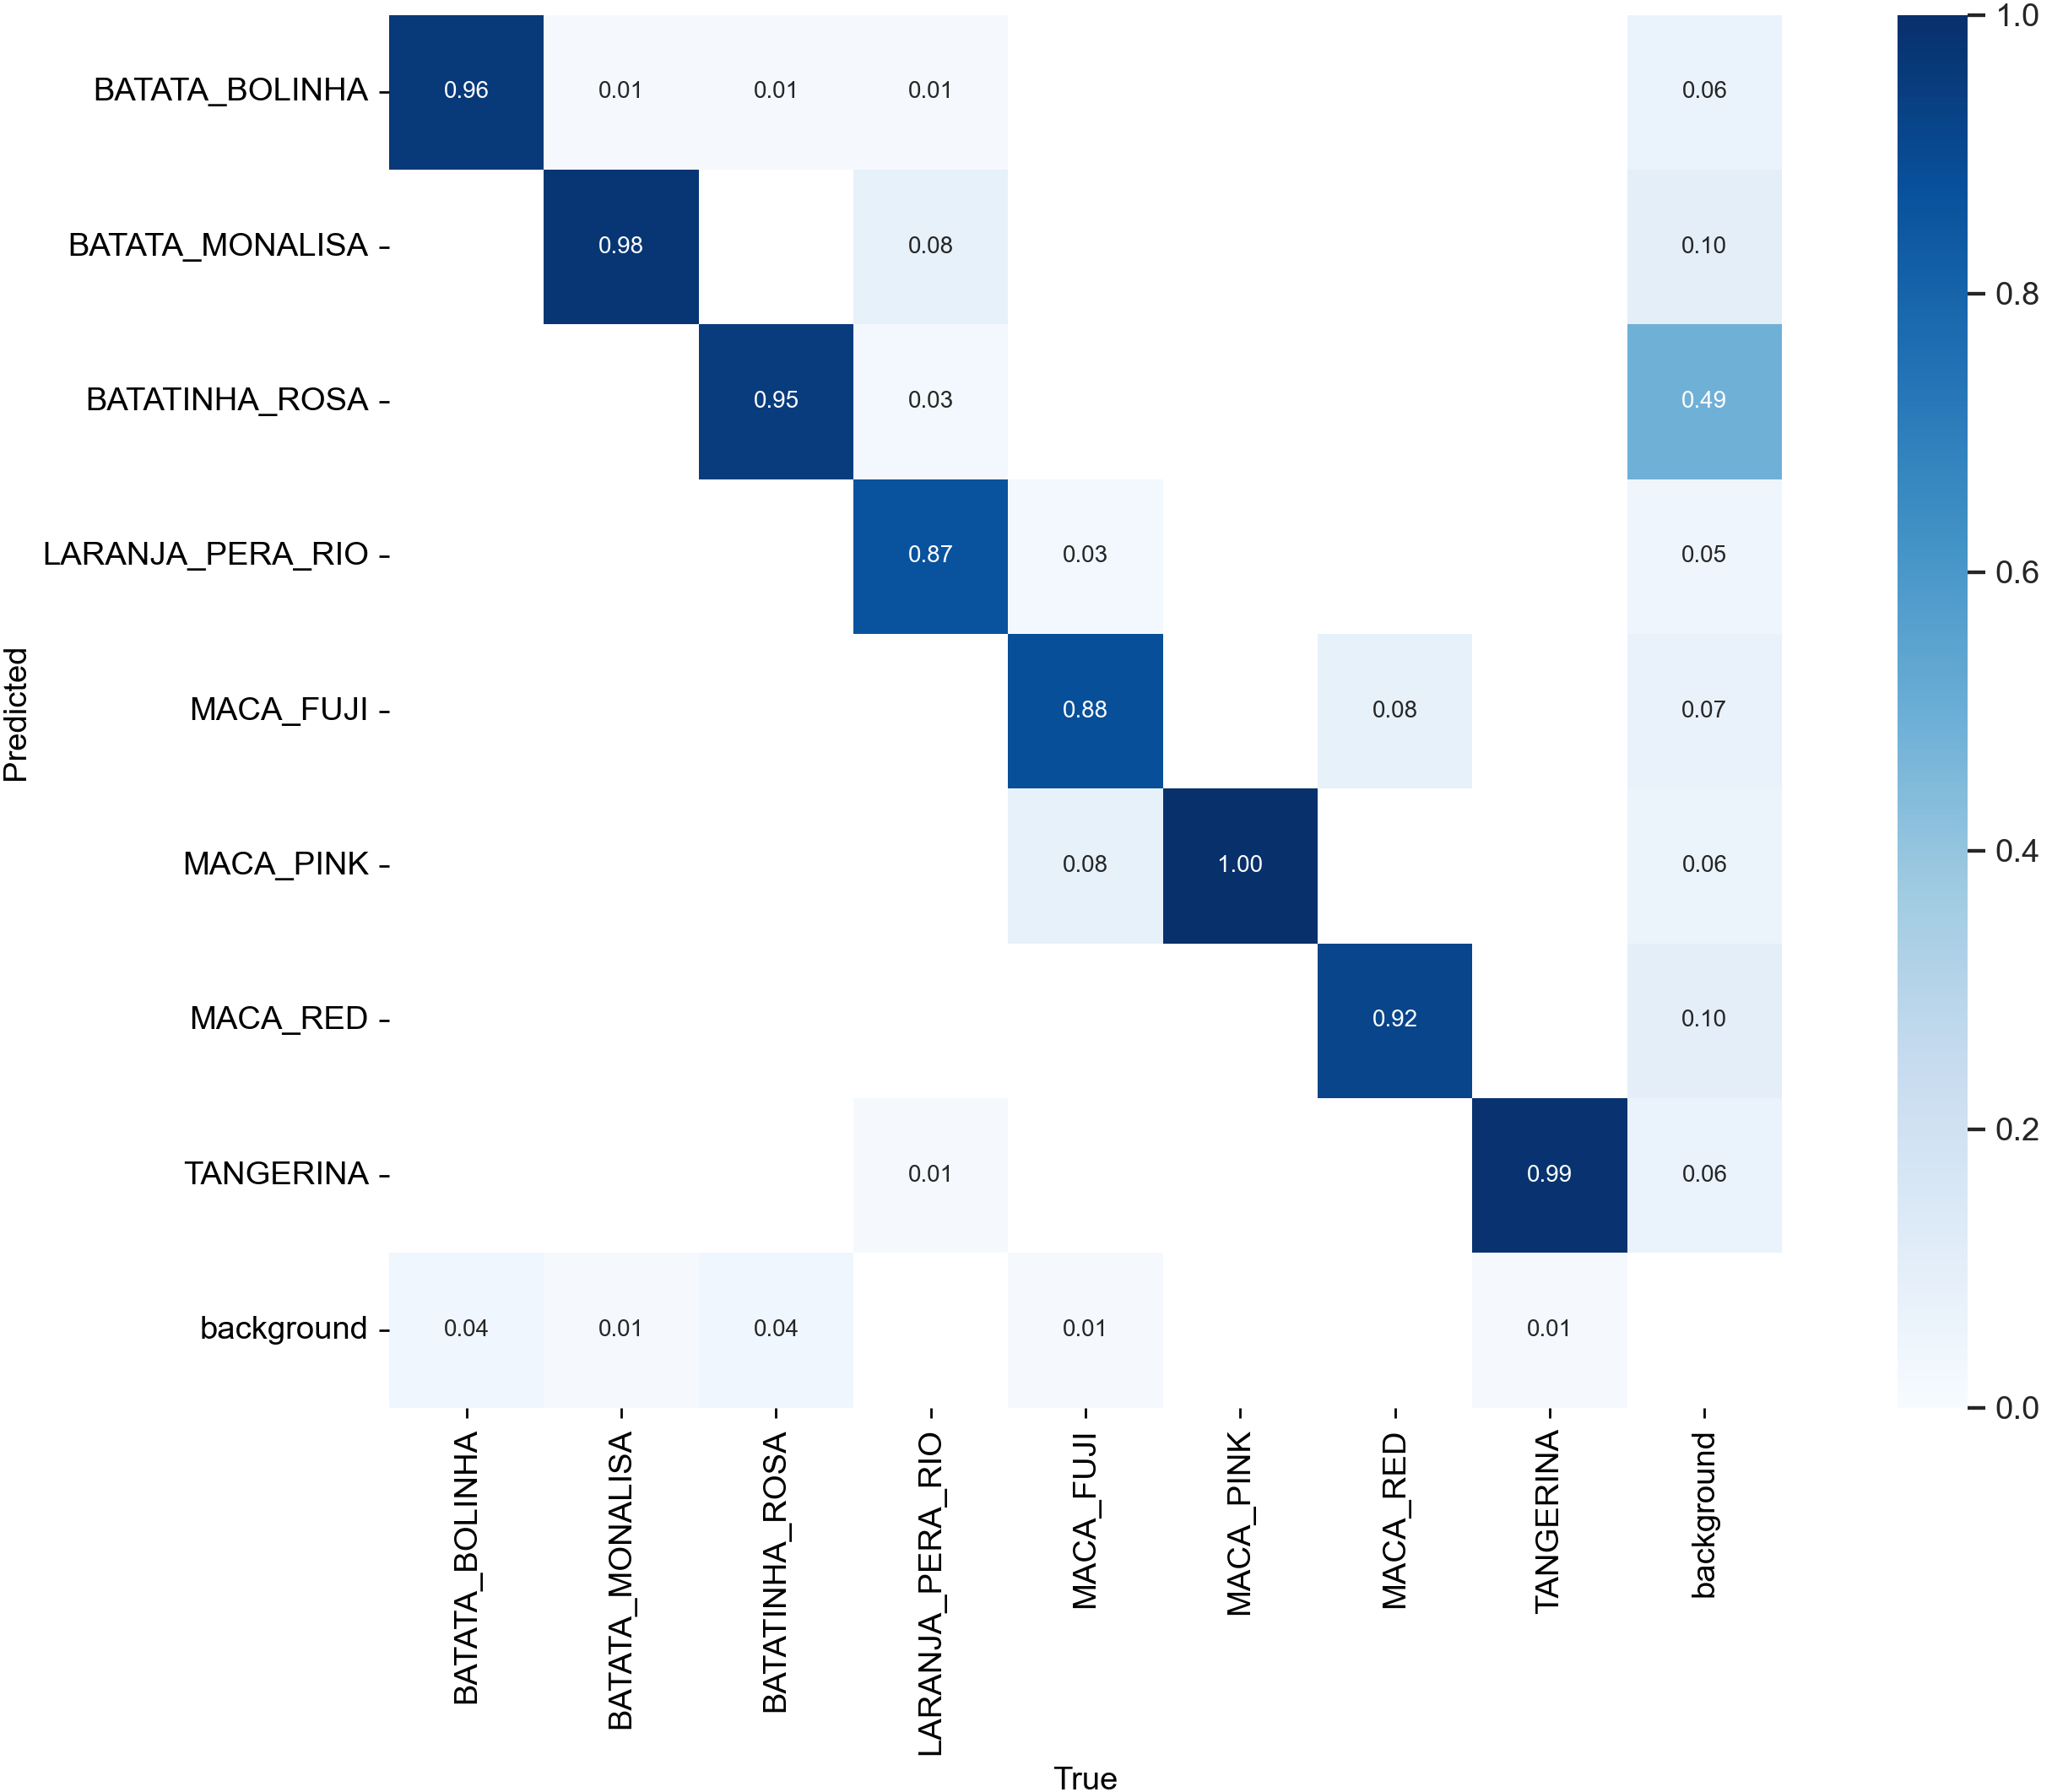 BATATA_BOLINHA 0.96 0.01 0.01 0.01 0.06
BATATA_MONALISA 0.98 0.08 0.10
BATATINHA_ROSA 0.95 0.03 0.49
LARANJA_PERA_RIO 0.87 0.03 0.05
MACA_FUJI 0.88 0.08 0.07
MACA_PINK 0.08 1.00 0.06
MACA_RED 0.92 0.10
TANGERINA 0.01 0.99 0.06
background 0.04 0.01 0.04 0.01 0.01
Predicted
BATATA_BOLINHA
BATATA_MONALISA
BATATINHA_ROSA
LARANJA_PERA_RIO
MACA_FUJI
MACA_PINK
MACA_RED
TANGERINA
background
True
1.0
0.8
0.6
0.4
0.2
0.0